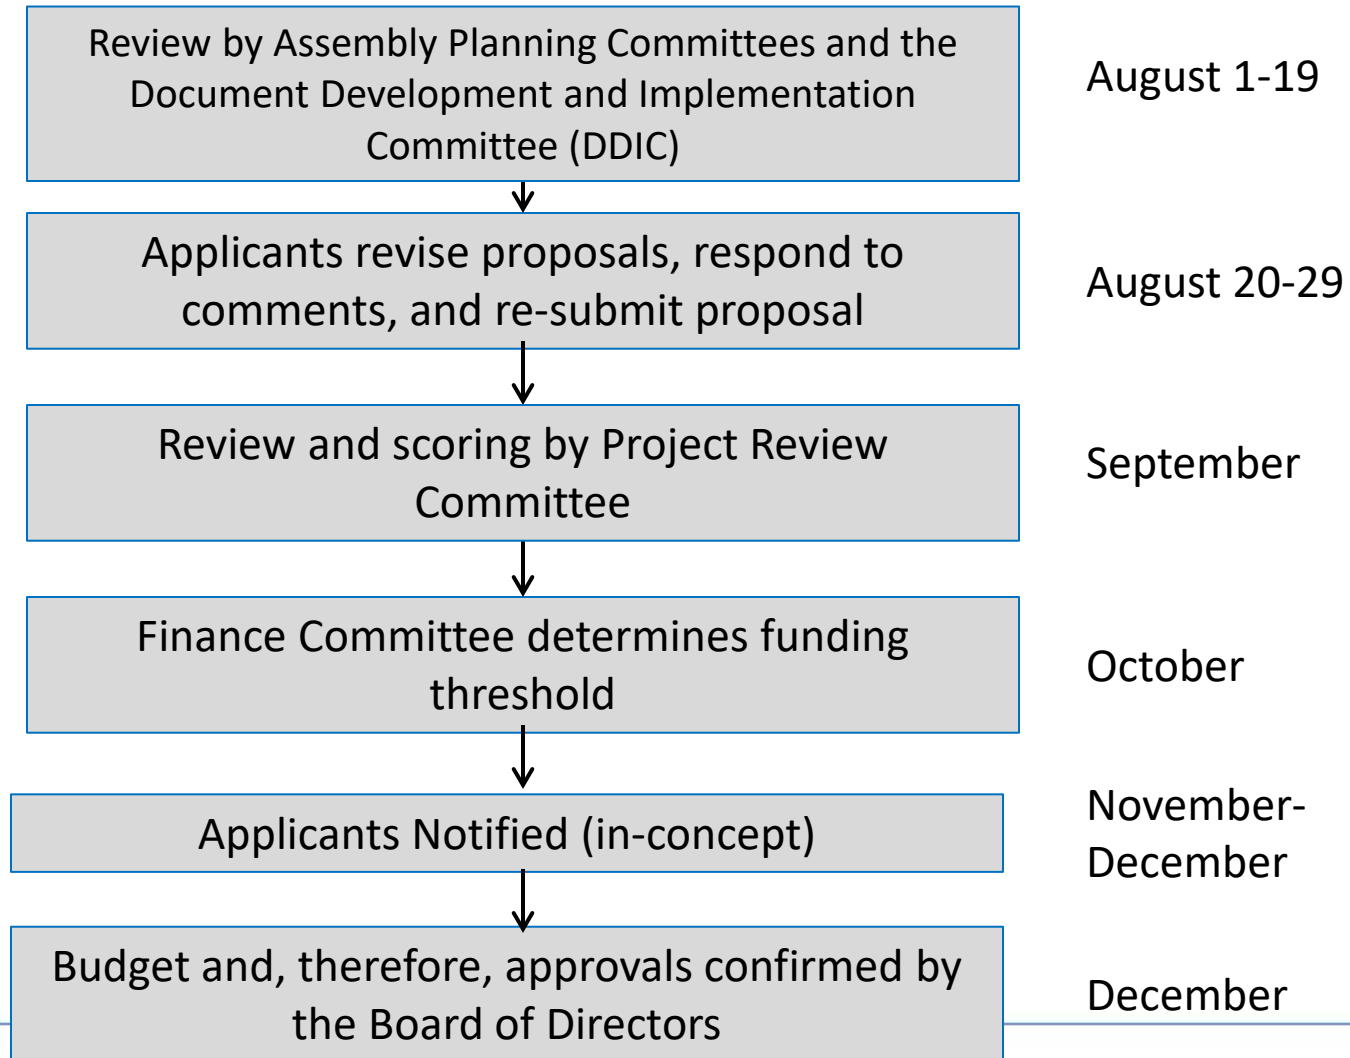 Review by Assembly Planning Committees and the
Document Development and Implementation
Committee (DDIC)
August 1-19
Applicants revise proposals, respond to
comments, and re-submit proposal
August 20-29
Review and scoring by Project Review
Committee
September
Finance Committee determines funding
threshold
October
Applicants Notified (in-concept)
November-
December
Budget and, therefore, approvals confirmed by
the Board of Directors
December